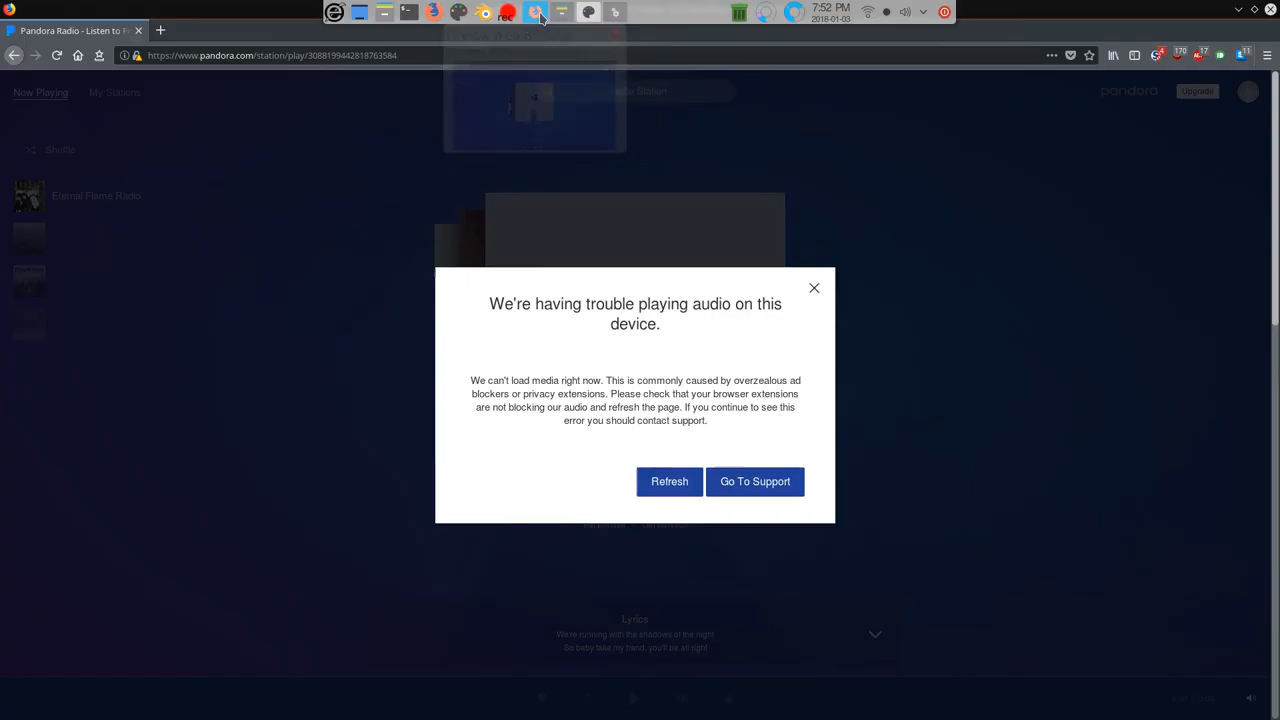 7:52 PM
2018-01-03
rec
Pandora Radio - Listen to F
https://www.pandora.com/station/play/3088199442818763584
4
170
17
11
Now Playing
My Stations
Station
pandora
Upgrade
Shuffle
Eternal Flame Radio
We're having trouble playing audio on this
device.
We can't load media right now. This is commonly caused by overzealous ad
blockers or privacy extensions. Please check that your browser extensions
are not blocking our audio and refresh the page. If you continue to see this
error you should contact support.
Refresh
Go To Support
Lyrics
We're running with the shadows of the night
So baby take my hand, you'll be all right